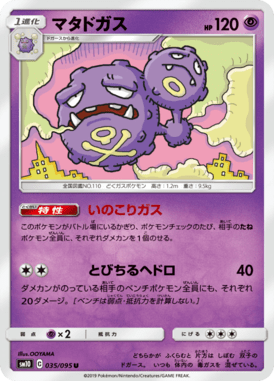 1進化 マタドガス HP120
ドガースから進化
全国図鑑NO.110 どくガスポケモン 高さ:1.2m 重さ:9.5kg
特性 いのこりガス
このポケモンがバトル場にいるかぎり、ポケモンチェックのたび、相手のたね
ポケモン全員に、それぞれダメカンを1個のせる。
とびちるヘドロ 40
ダメカンがのっている相手のベンチポケモン全員にも、それぞれ
20ダメージ。[ベンチは弱点・抵抗力を計算しない。]
弱点 ×2 抵抗力 にげる
illus.OOYAMA
sm10 C 035/095 U
©2019 Pokémon/Nintendo/Creatures/GAME FREAK.